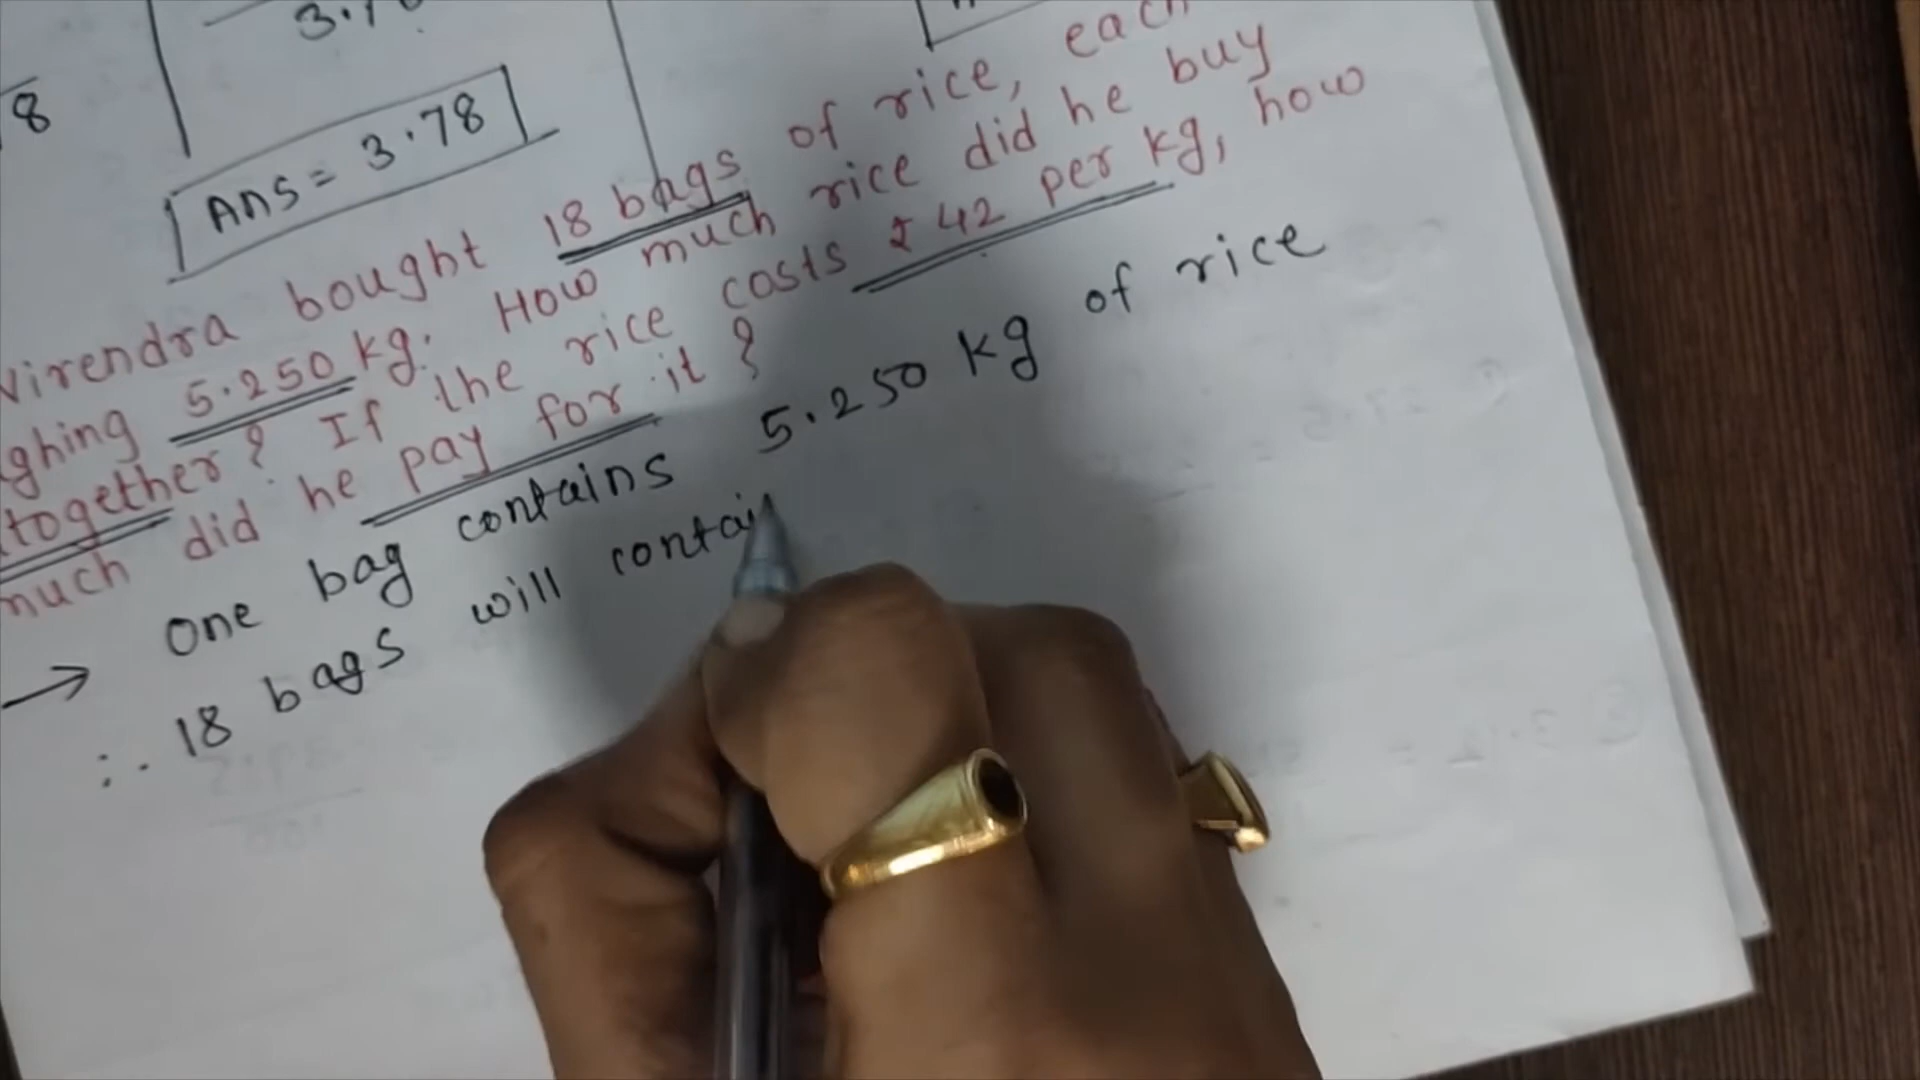 8
Ans = 3.78
Virendra bought 18 bags of rice, each
ghing 5.250 kg. How much rice did he buy
together? If the rice costs ₹ 42 per kg, how
much did he pay for it?
→ One bag contains 5.250 kg of rice
∴ 18 bags will contai